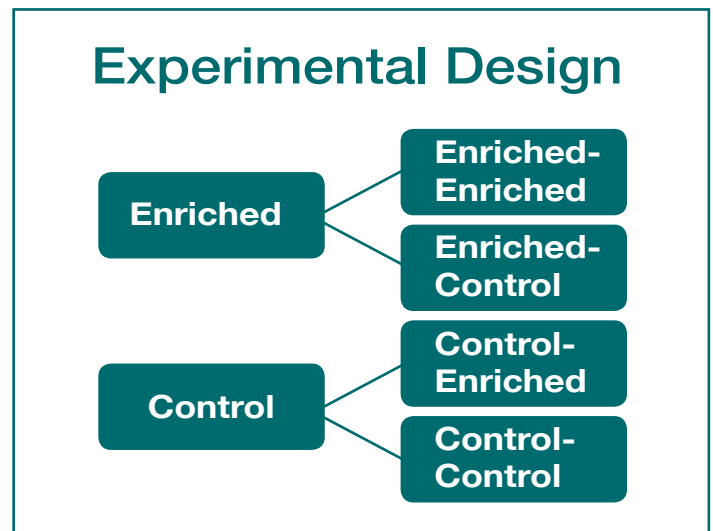 Experimental Design
Enriched
Enriched-
Enriched
Enriched-
Control
Control
Control-
Enriched
Control-
Control